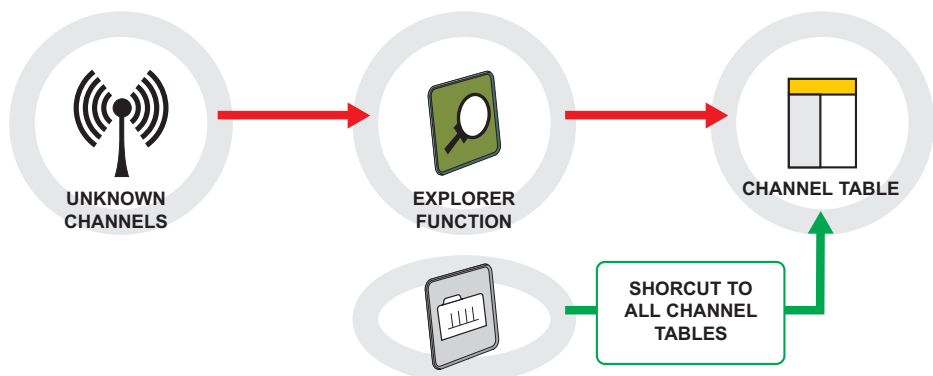 UNKNOWN
CHANNELS
EXPLORER
FUNCTION
CHANNEL TABLE
SHORCUT TO
ALL CHANNEL
TABLES